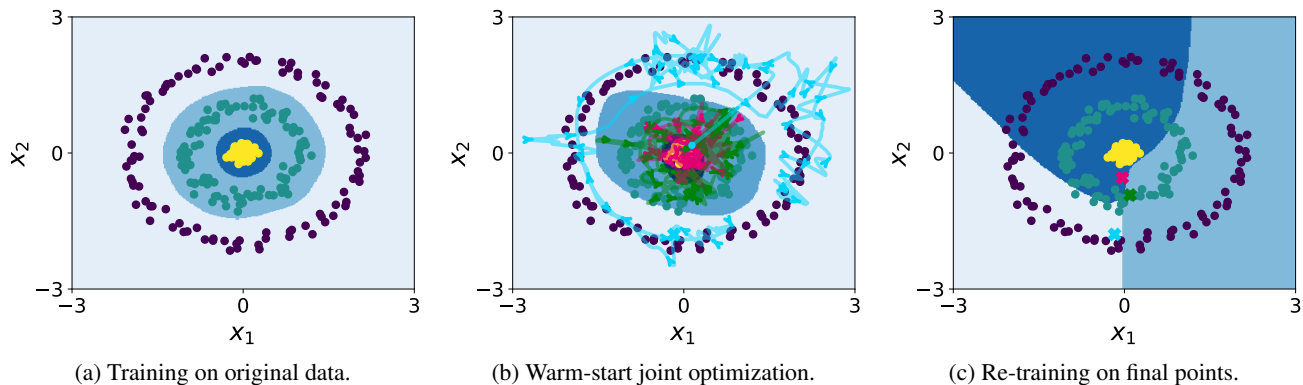 3
x2
0
−3
−3
0
3
x1
3
x2
0
−3
−3
0
3
x1
3
x2
0
−3
−3
0
3
x1
(a) Training on original data.
(b) Warm-start joint optimization.
(c) Re-training on final points.